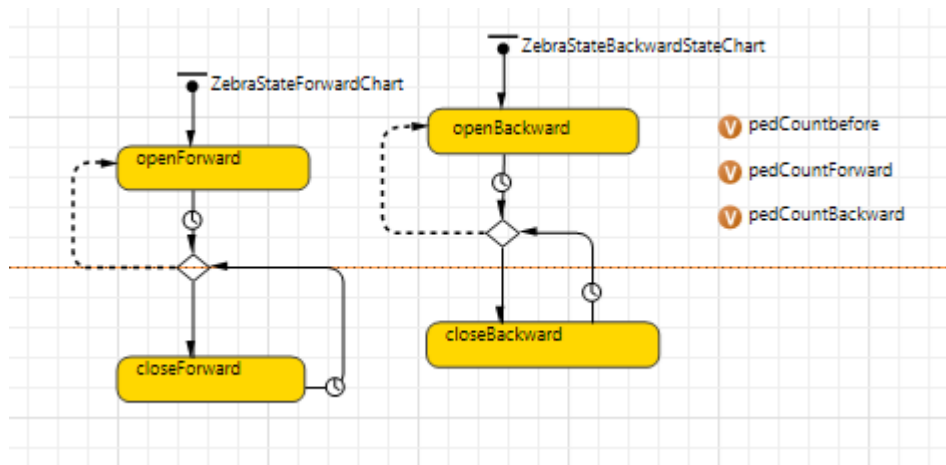 ZebraStateBackwardStateChart
ZebraStateForwardChart
openBackward
V pedCountbefore
openForward
V pedCountForward
V pedCountBackward
closeBackward
closeForward